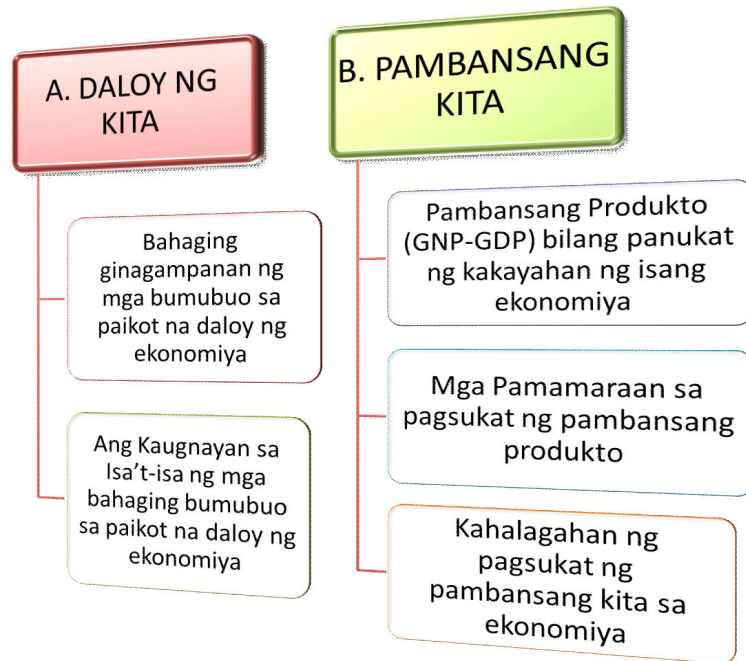 A. DALOY NG
KITA
Bahaging
ginagampanan ng
mga bumubuo sa
paikot na daloy ng
ekonomiya
Ang Kaugnayan sa
Isa't-isa ng mga
bahaging bumubuo
sa paikot na daloy ng
ekonomiya
B. PAMBANSANG
KITA
Pambansang Produkto
(GNP-GDP) bilang panukat
ng kakayahan ng isang
ekonomiya
Mga Pamamaraan sa
pagsukat ng pambansang
produkto
Kahalagahan ng
pagsukat ng
pambansang kita sa
ekonomiya